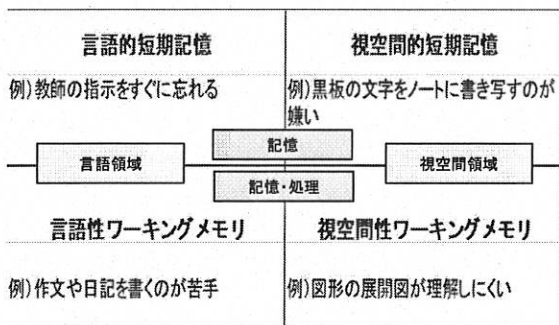 言語的短期記憶
視空間的短期記憶
例)教師の指示をすぐに忘れる
例)黒板の文字をノートに書き写すのが
嫌い
記憶
言語領域
視空間領域
記憶・処理
言語性ワーキングメモリ
視空間性ワーキングメモリ
例)作文や日記を書くのが苦手
例)図形の展開図が理解しにくい